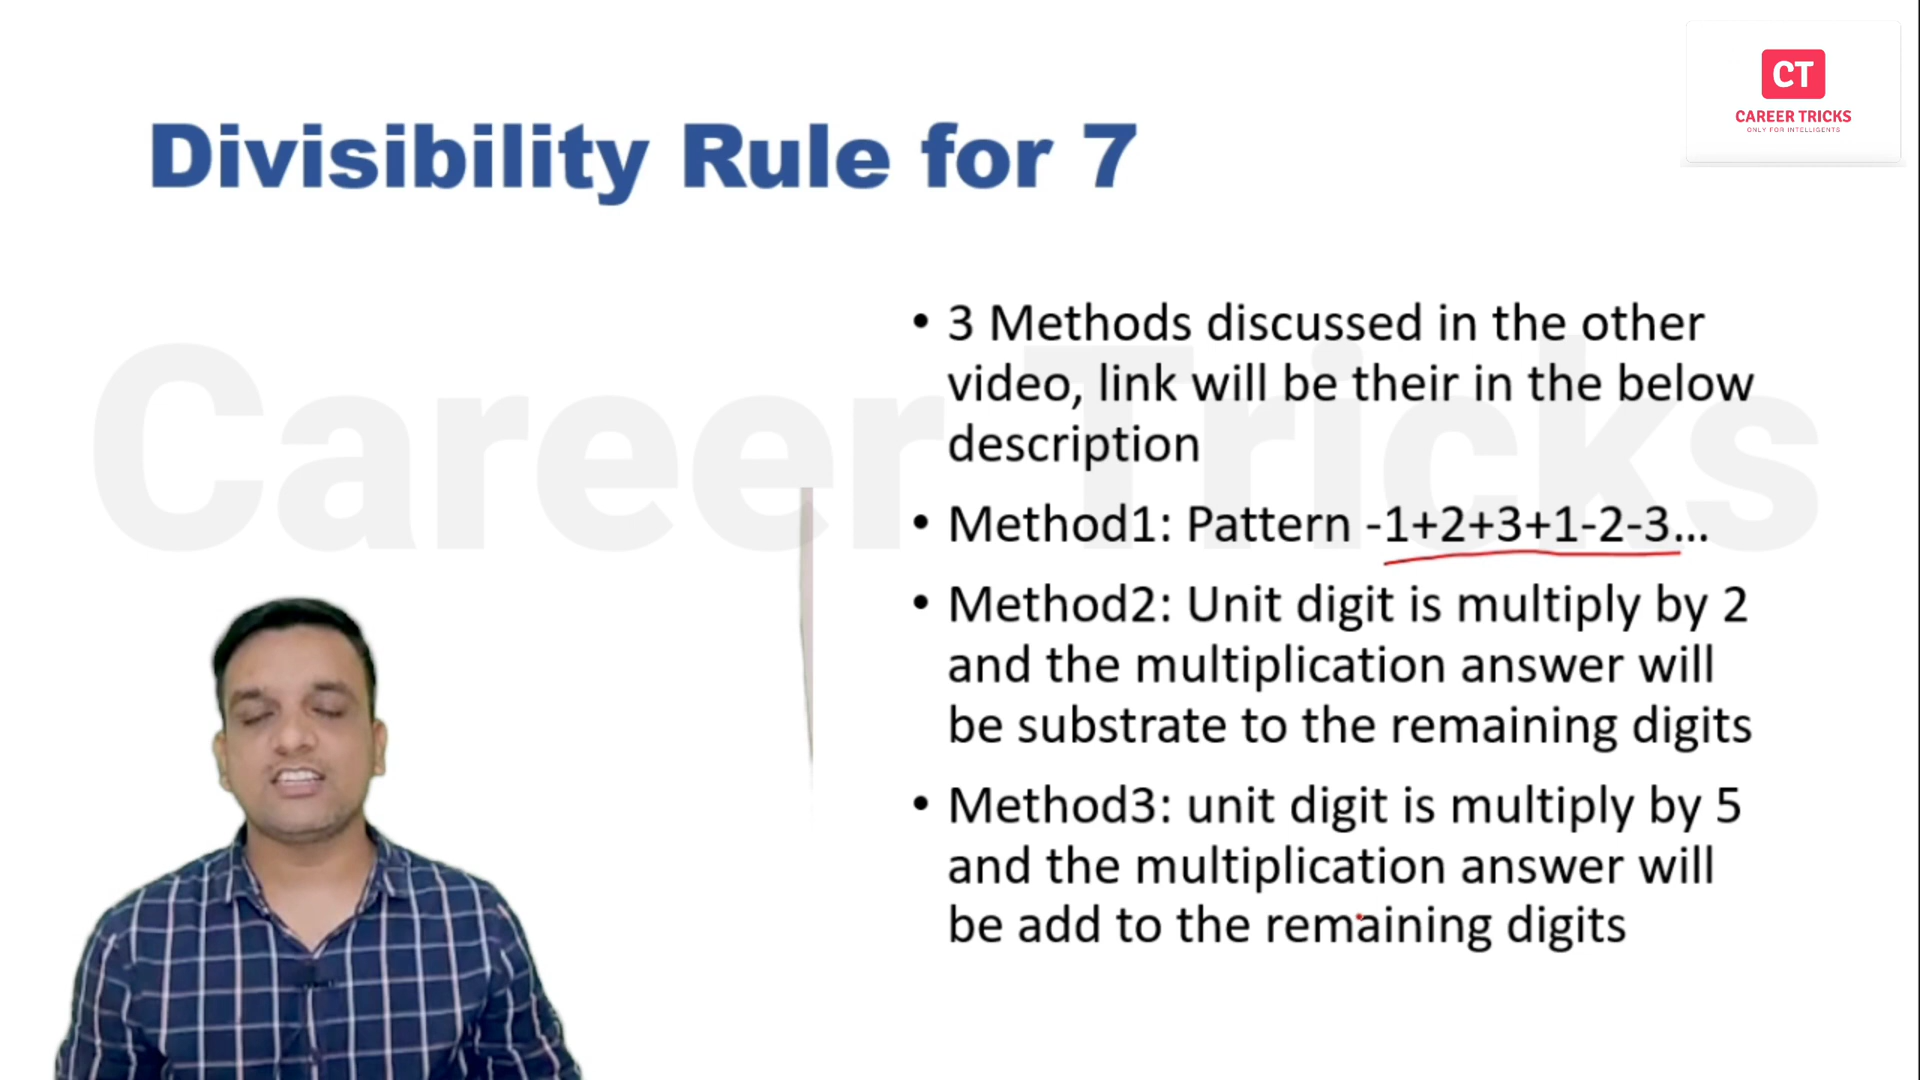 CT
CAREER TRICKS
ONLY FOR INTELLIGENTS
Divisibility Rule for 7
Career Tricks
• 3 Methods discussed in the other
video, link will be their in the below
description
• Method1: Pattern -1+2+3+1-2-3...
• Method2: Unit digit is multiply by 2
and the multiplication answer will
be substrate to the remaining digits
• Method3: unit digit is multiply by 5
and the multiplication answer will
be add to the remaining digits